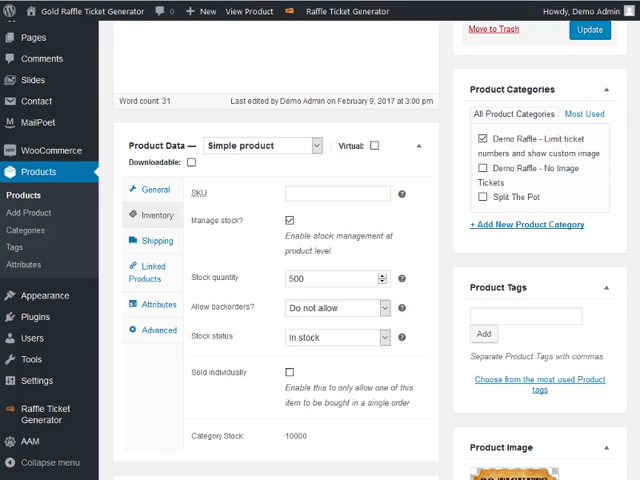 Gold Raffle Ticket Generator 0 + New View Product Raffle Ticket Generator Howdy, Demo Admin
Pages
Comments
Slides
Contact
MailPoet
WooCommerce
Products
Products
Add Product
Categories
Tags
Attributes
Appearance
Plugins
Users
Tools
Settings
Raffle Ticket
Generator
AAM
Collapse menu
Word count: 31 Last edited by Demo Admin on February 9, 2017 at 3:00 pm
Product Data — Simple product Virtual:
Downloadable:
General
Inventory
Shipping
Linked
Products
Attributes
Advanced
SKU
Manage stock?
Enable stock management at
product level
Stock quantity 500
Allow backorders? Do not allow
Stock status In stock
Sold individually
Enable this to only allow one of this
item to be bought in a single order
Category Stock: 10000
Move to Trash Update
Product Categories
All Product Categories Most Used
Demo Raffle - Limit ticket
numbers and show custom image
Demo Raffle - No Image
Tickets
Split The Pot
+ Add New Product Category
Product Tags
Add
Separate Product Tags with commas
Choose from the most used Product
tags
Product Image